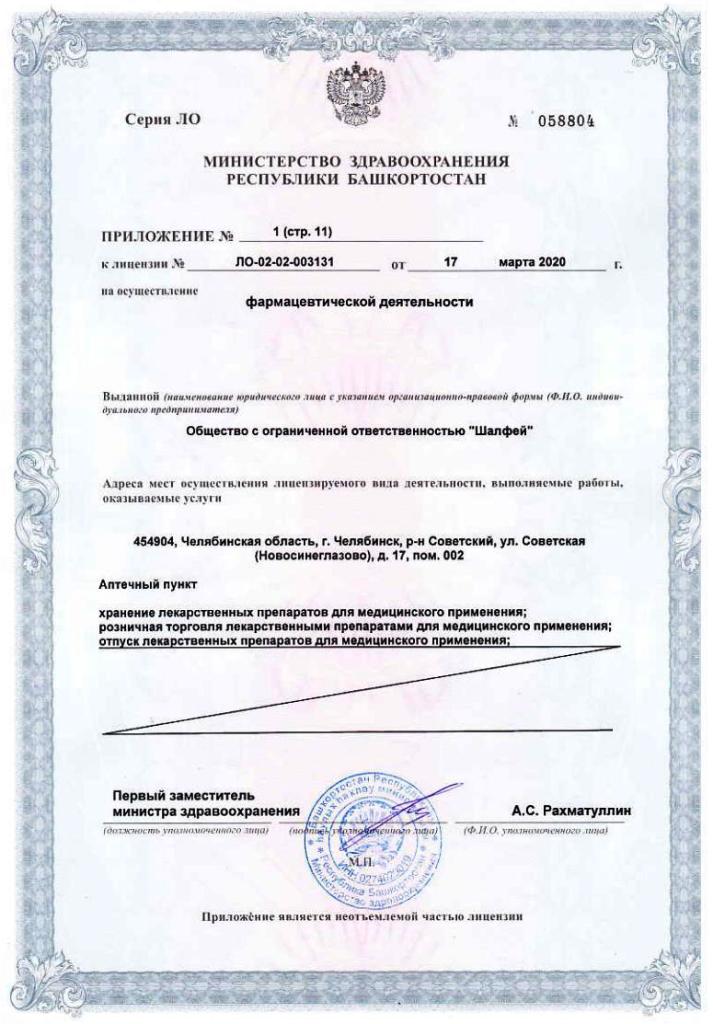 Серия ЛО
№ 058804
МИНИСТЕРСТВО ЗДРАВООХРАНЕНИЯ
РЕСПУБЛИКИ БАШКОРТОСТАН
ПРИЛОЖЕНИЕ № 1 (стр. 11)
к лицензии № ЛО-02-02-003131 от 17 марта 2020 г.
на осуществление
фармацевтической деятельности
Выданной (наименование юридического лица с указанием организационно-правовой формы (Ф.И.О. индиви-
дуального предпринимателя)
Общество с ограниченной ответственностью "Шалфей"
Адреса мест осуществления лицензируемого вида деятельности, выполняемые работы,
оказываемые услуги
454904, Челябинская область, г. Челябинск, р-н Советский, ул. Советская
(Новосинеглазово), д. 17, пом. 002
Аптечный пункт
хранение лекарственных препаратов для медицинского применения;
розничная торговля лекарственными препаратами для медицинского применения;
отпуск лекарственных препаратов для медицинского применения;
Первый заместитель
министра здравоохранения
А.С. Рахматуллин
(должность уполномоченного лица) (подпись уполномоченного лица) (Ф.И.О. уполномоченного лица)
М.П.
Республика Башкортостан
Министерство здравоохранения
Приложение является неотъемлемой частью лицензии